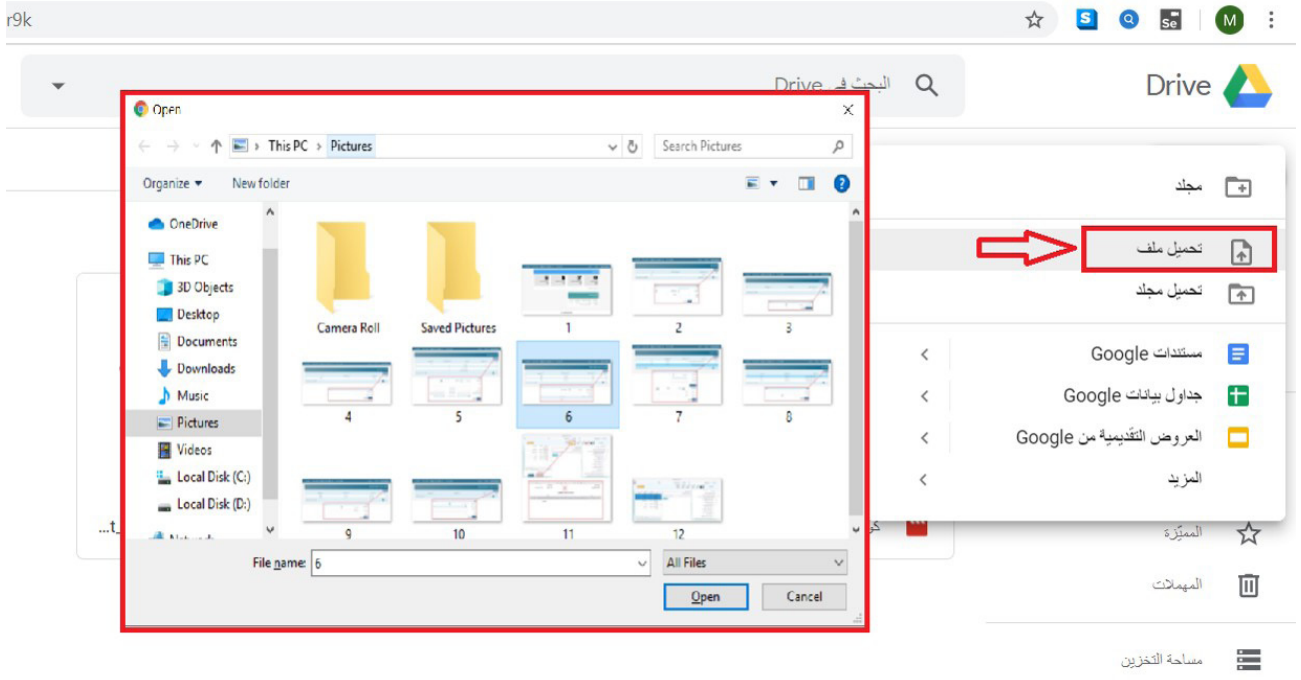 r9k
Se
M
البحث في Drive
Drive
Open
This PC › Pictures
Search Pictures
Organize
New folder
OneDrive
This PC
3D Objects
Desktop
Documents
Downloads
Music
Pictures
Videos
Local Disk (C:)
Local Disk (D:)
Network
Camera Roll
Saved Pictures
1
2
3
4
5
6
7
8
9
10
11
12
File name:
6
All Files
Open
Cancel
مجلد
تحميل ملف
تحميل مجلد
مستندات Google
جداول بيانات Google
العروض التقديمية من Google
المزيد
المميّزة
المهملات
مساحة التخزين